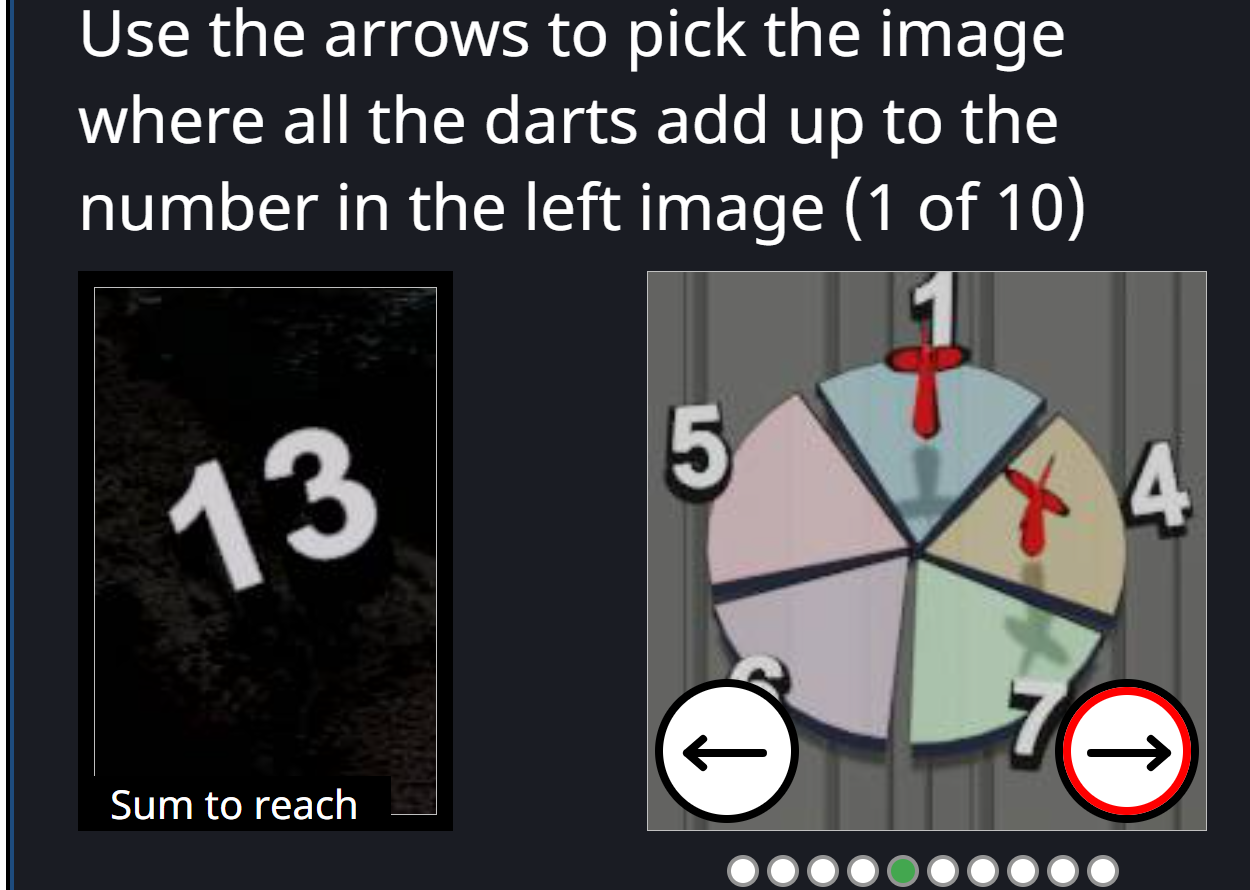 Use the arrows to pick the image
where all the darts add up to the
number in the left image (1 of 10)
13
Sum to reach
1
5
4
6
7